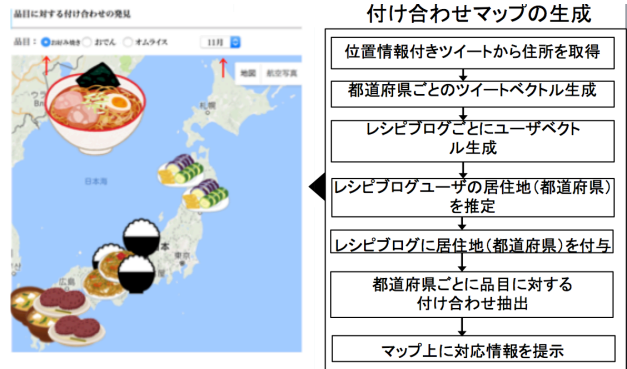 品目に対する付け合わせの発見
品目： お好み焼き おでん オムライス 11月
地図 航空写真
札幌
日本海
本
東京
広島
付け合わせマップの生成
位置情報付きツイートから住所を取得
都道府県ごとのツイートベクトル生成
レシピブログごとにユーザベクト
ル生成
レシピブログユーザの居住地（都道府県）
を推定
レシピブログに居住地（都道府県）を付与
都道府県ごとに品目に対する
付け合わせ抽出
マップ上に対応情報を提示